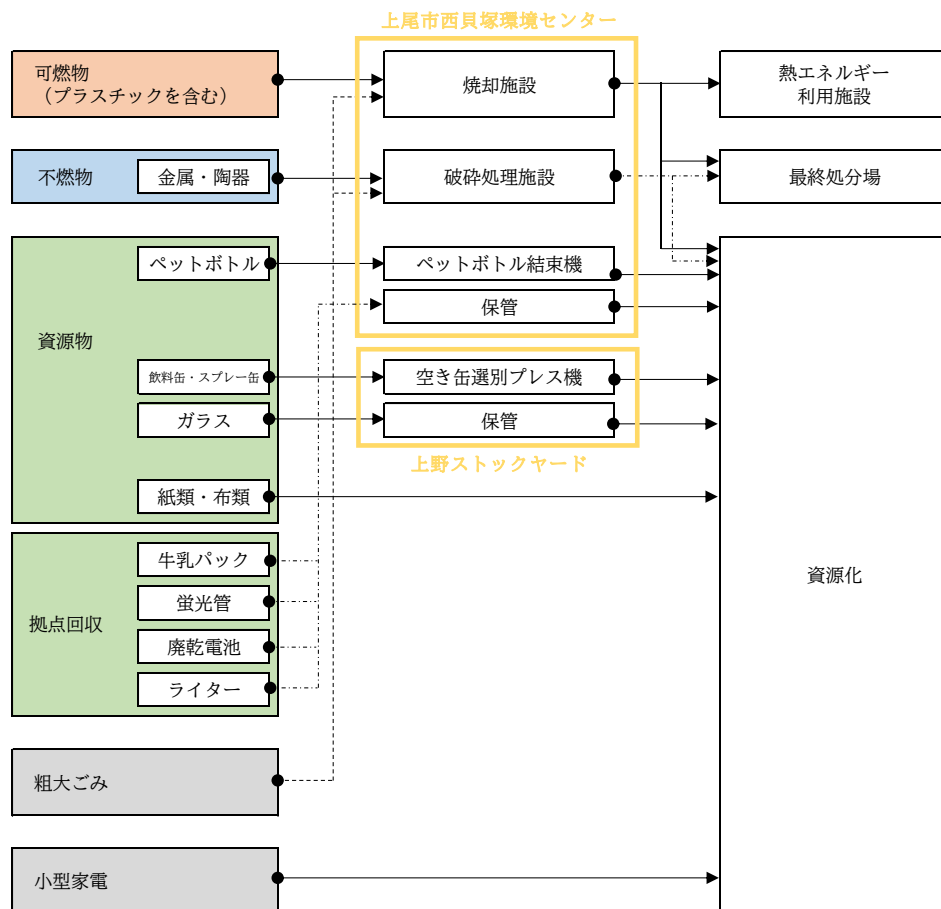 上尾市西貝塚環境センター
可燃物
（プラスチックを含む）
焼却施設
熱エネルギー
利用施設
不燃物
金属・陶器
破砕処理施設
最終処分場
資源物
ペットボトル
ペットボトル結束機
保管
飲料缶・スプレー缶
空き缶選別プレス機
ガラス
保管
上野ストックヤード
紙類・布類
拠点回収
牛乳パック
蛍光管
廃乾電池
ライター
資源化
粗大ごみ
小型家電